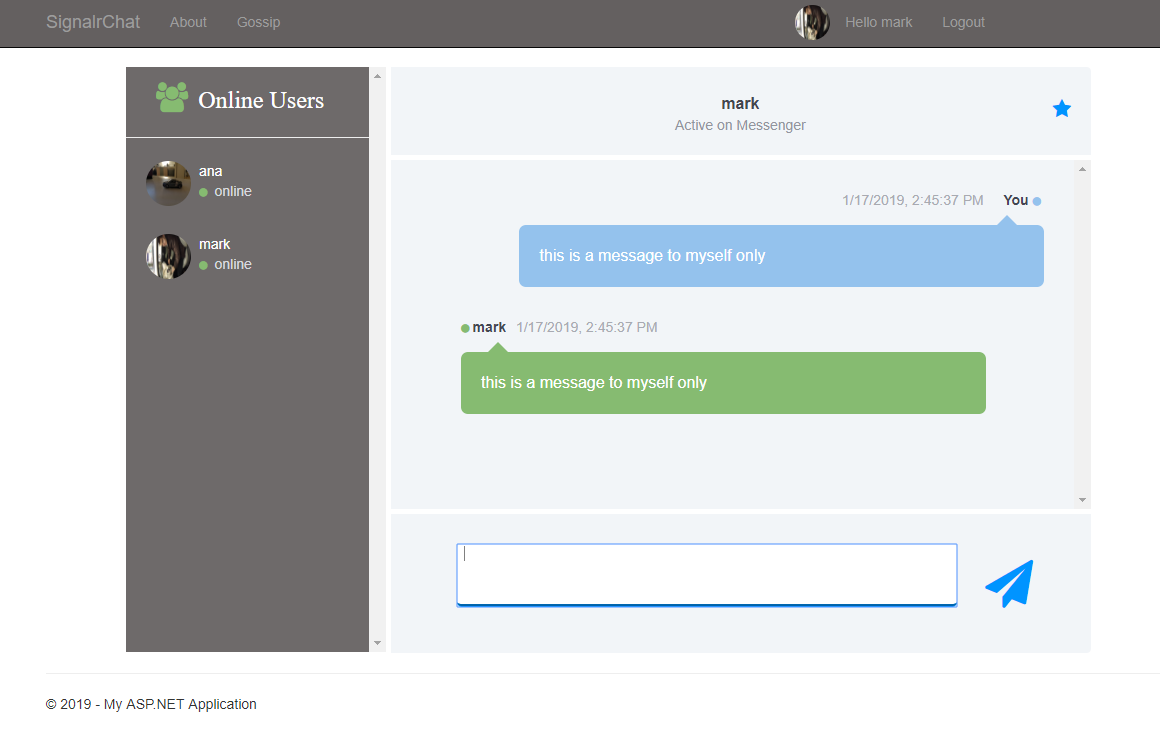 SignalrChat About Gossip Hello mark Logout
Online Users
ana
online
mark
online
mark
Active on Messenger
1/17/2019, 2:45:37 PM You
this is a message to myself only
mark 1/17/2019, 2:45:37 PM
this is a message to myself only
© 2019 - My ASP.NET Application